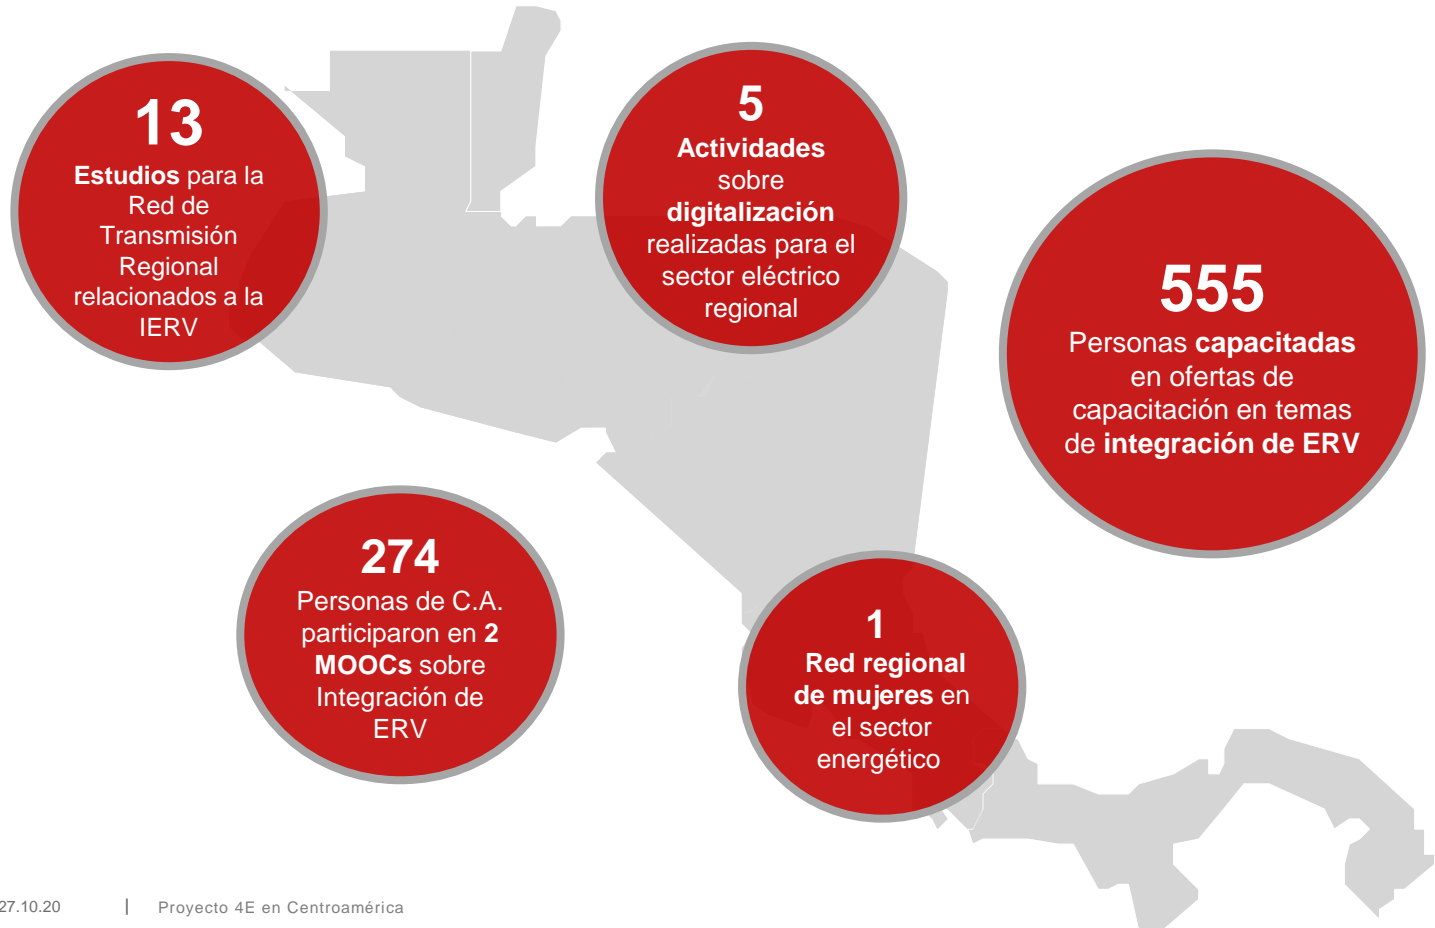 13
Estudios para la
Red de
Transmisión
Regional
relacionados a la
IERV
5
Actividades
sobre
digitalización
realizadas para el
sector eléctrico
regional
555
Personas capacitadas
en ofertas de
capacitación en temas
de integración de ERV
274
Personas de C.A.
participaron en 2
MOOCs sobre
Integración de
ERV
1
Red regional
de mujeres en
el sector
energético
27.10.20 | Proyecto 4E en Centroamérica